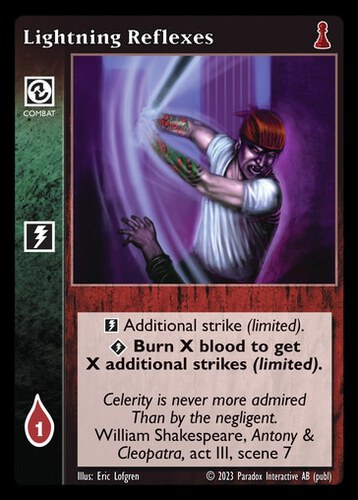 Lightning Reflexes
COMBAT
1
Additional strike (limited).
Burn X blood to get
X additional strikes (limited).
Celerity is never more admired
Than by the negligent.
William Shakespeare, Antony &
Cleopatra, act III, scene 7
Illus: Eric Lofgren © 2023 Paradox Interactive AB (publ)